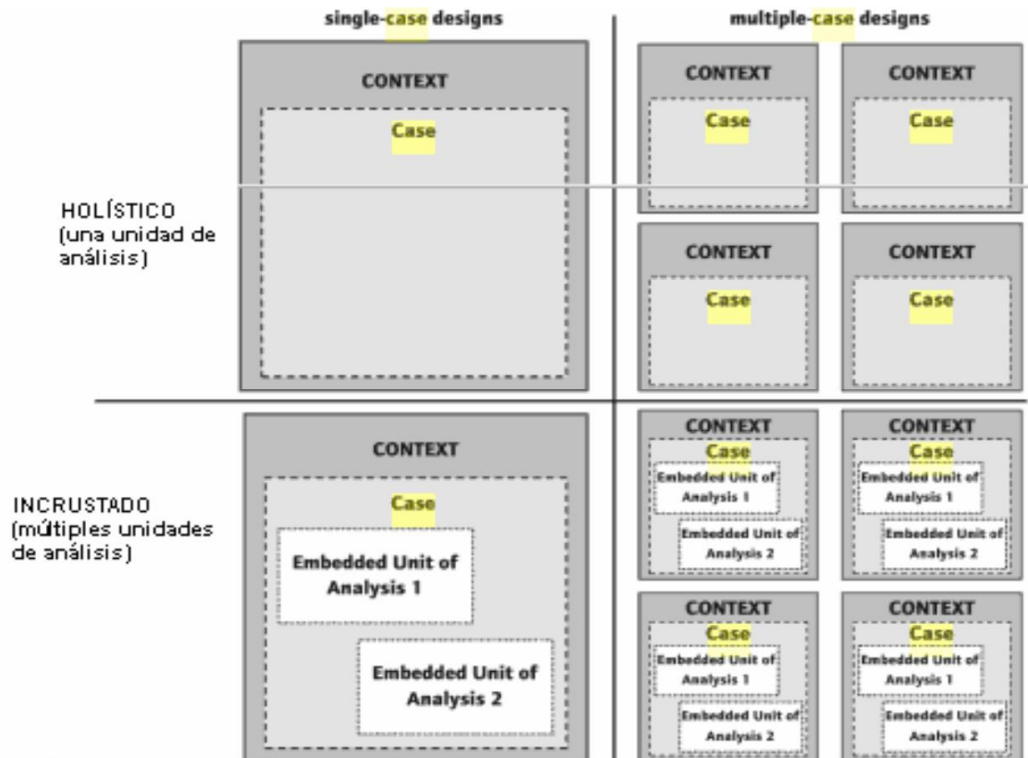 single-case designs
multiple-case designs
CONTEXT
Case
CONTEXT
Case
CONTEXT
Case
HOLÍSTICO
(una unidad de
análisis)
CONTEXT
Case
CONTEXT
Case
INCRUSTADO
(múltiples unidades
de análisis)
CONTEXT
Case
Embedded Unit of
Analysis 1
Embedded Unit of
Analysis 2
CONTEXT
Case
Embedded Unit of
Analysis 1
Embedded Unit of
Analysis 2
CONTEXT
Case
Embedded Unit of
Analysis 1
Embedded Unit of
Analysis 2
CONTEXT
Case
Embedded Unit of
Analysis 1
Embedded Unit of
Analysis 2
CONTEXT
Case
Embedded Unit of
Analysis 1
Embedded Unit of
Analysis 2